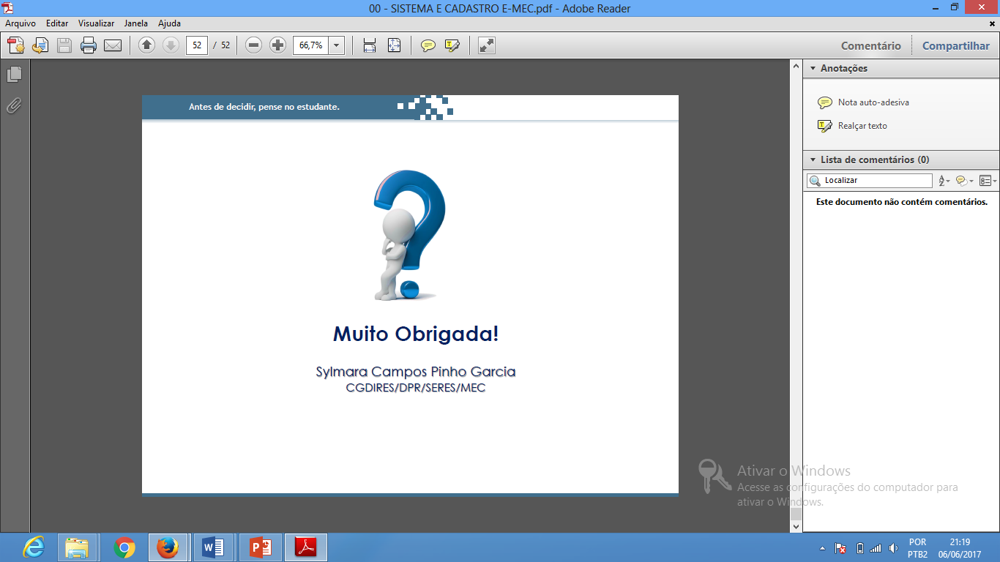 00 - SISTEMA E CADASTRO E-MEC.pdf - Adobe Reader
Arquivo Editar Visualizar Janela Ajuda
52 / 52 66,7% Comentário Compartilhar
Anotações
Nota auto-adesiva
Realçar texto
Lista de comentários (0)
Localizar
Este documento não contém comentários.
Antes de decidir, pense no estudante.
Muito Obrigada!
Sylmara Campos Pinho Garcia
CGDIRES/DPR/SERES/MEC
Ativar o Windows
Acesse as configurações do computador para
ativar o Windows.
POR 21:19
PTB2 06/06/2017